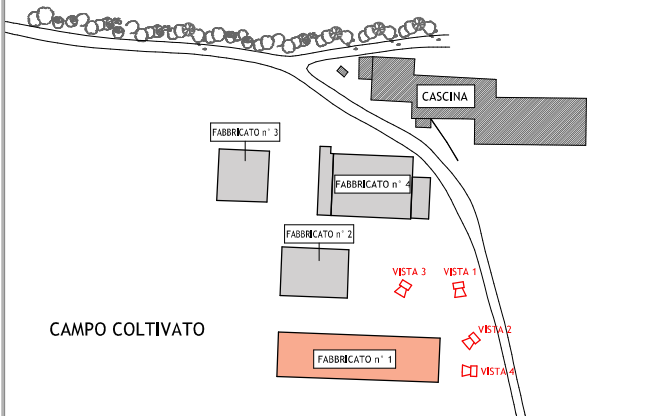 CASCINA
FABBRICATO n° 3
FABBRICATO n° 4
FABBRICATO n° 2
VISTA 3
VISTA 1
CAMPO COLTIVATO
VISTA 2
FABBRICATO n° 1
VISTA 4